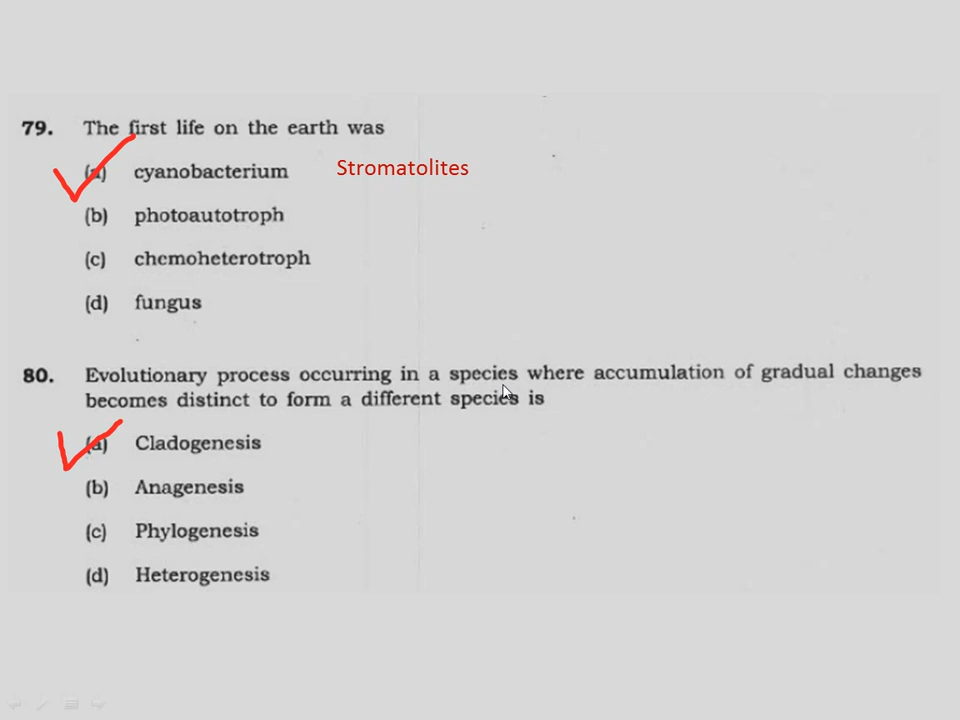 79. The first life on the earth was
(a) cyanobacterium Stromatolites
(b) photoautotroph
(c) chemoheterotroph
(d) fungus
80. Evolutionary process occurring in a species where accumulation of gradual changes
becomes distinct to form a different species is
(a) Cladogenesis
(b) Anagenesis
(c) Phylogenesis
(d) Heterogenesis